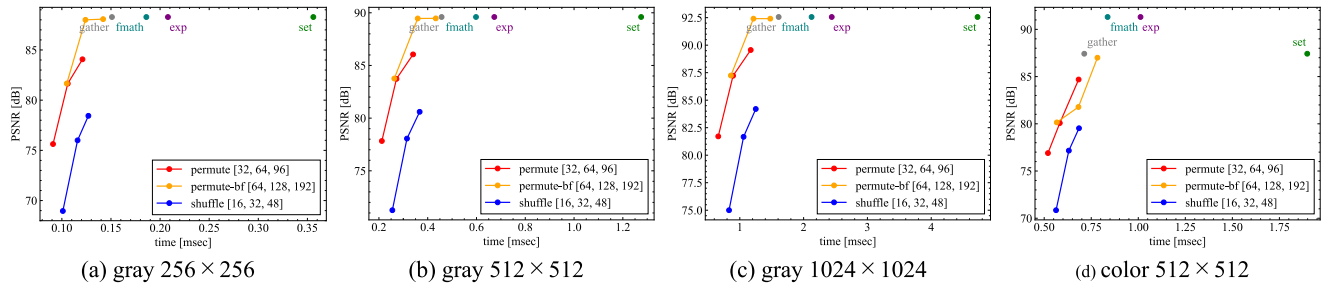 PSNR [dB]
85
80
75
70
gather
fmath
exp
set
permute [32, 64, 96]
permute-bf [64, 128, 192]
shuffle [16, 32, 48]
0.10 0.15 0.20 0.25 0.30 0.35
time [msec]
(a) gray 256×256
PSNR [dB]
90
85
80
75
gather
fmath
exp
set
permute [32, 64, 96]
permute-bf [64, 128, 192]
shuffle [16, 32, 48]
0.2 0.4 0.6 0.8 1.0 1.2
time [msec]
(b) gray 512×512
PSNR [dB]
92.5
90.0
87.5
85.0
82.5
80.0
77.5
75.0
gather
fmath
exp
set
permute [32, 64, 96]
permute-bf [64, 128, 192]
shuffle [16, 32, 48]
1 2 3 4
time [msec]
(c) gray 1024×1024
PSNR [dB]
90
85
80
75
70
fmath
exp
gather
set
permute [32, 64, 96]
permute-bf [64, 128, 192]
shuffle [16, 32, 48]
0.50 0.75 1.00 1.25 1.50 1.75
time [msec]
(d) color 512×512